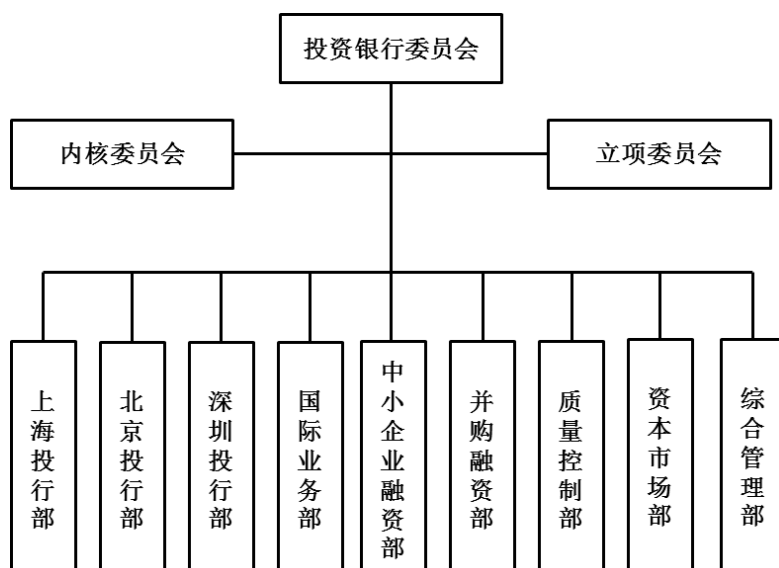 投资银行委员会
内核委员会
立项委员会
上海投行部
北京投行部
深圳投行部
国际业务部
中小企业融资部
并购融资部
质量控制部
资本市场部
综合管理部